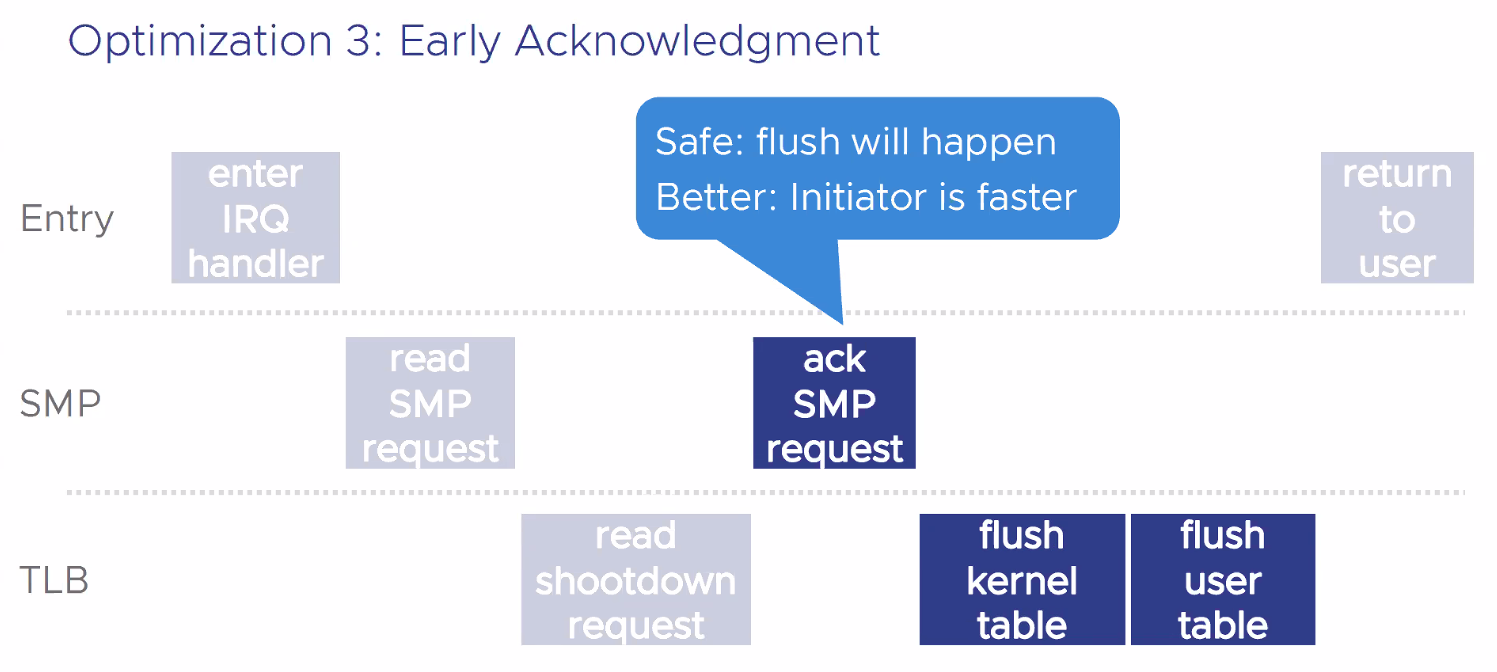 Optimization 3: Early Acknowledgment
Safe: flush will happen
Better: Initiator is faster
Entry
enter
IRQ
handler
return
to
user
SMP
read
SMP
request
ack
SMP
request
TLB
read
shootdown
request
flush
kernel
table
flush
user
table